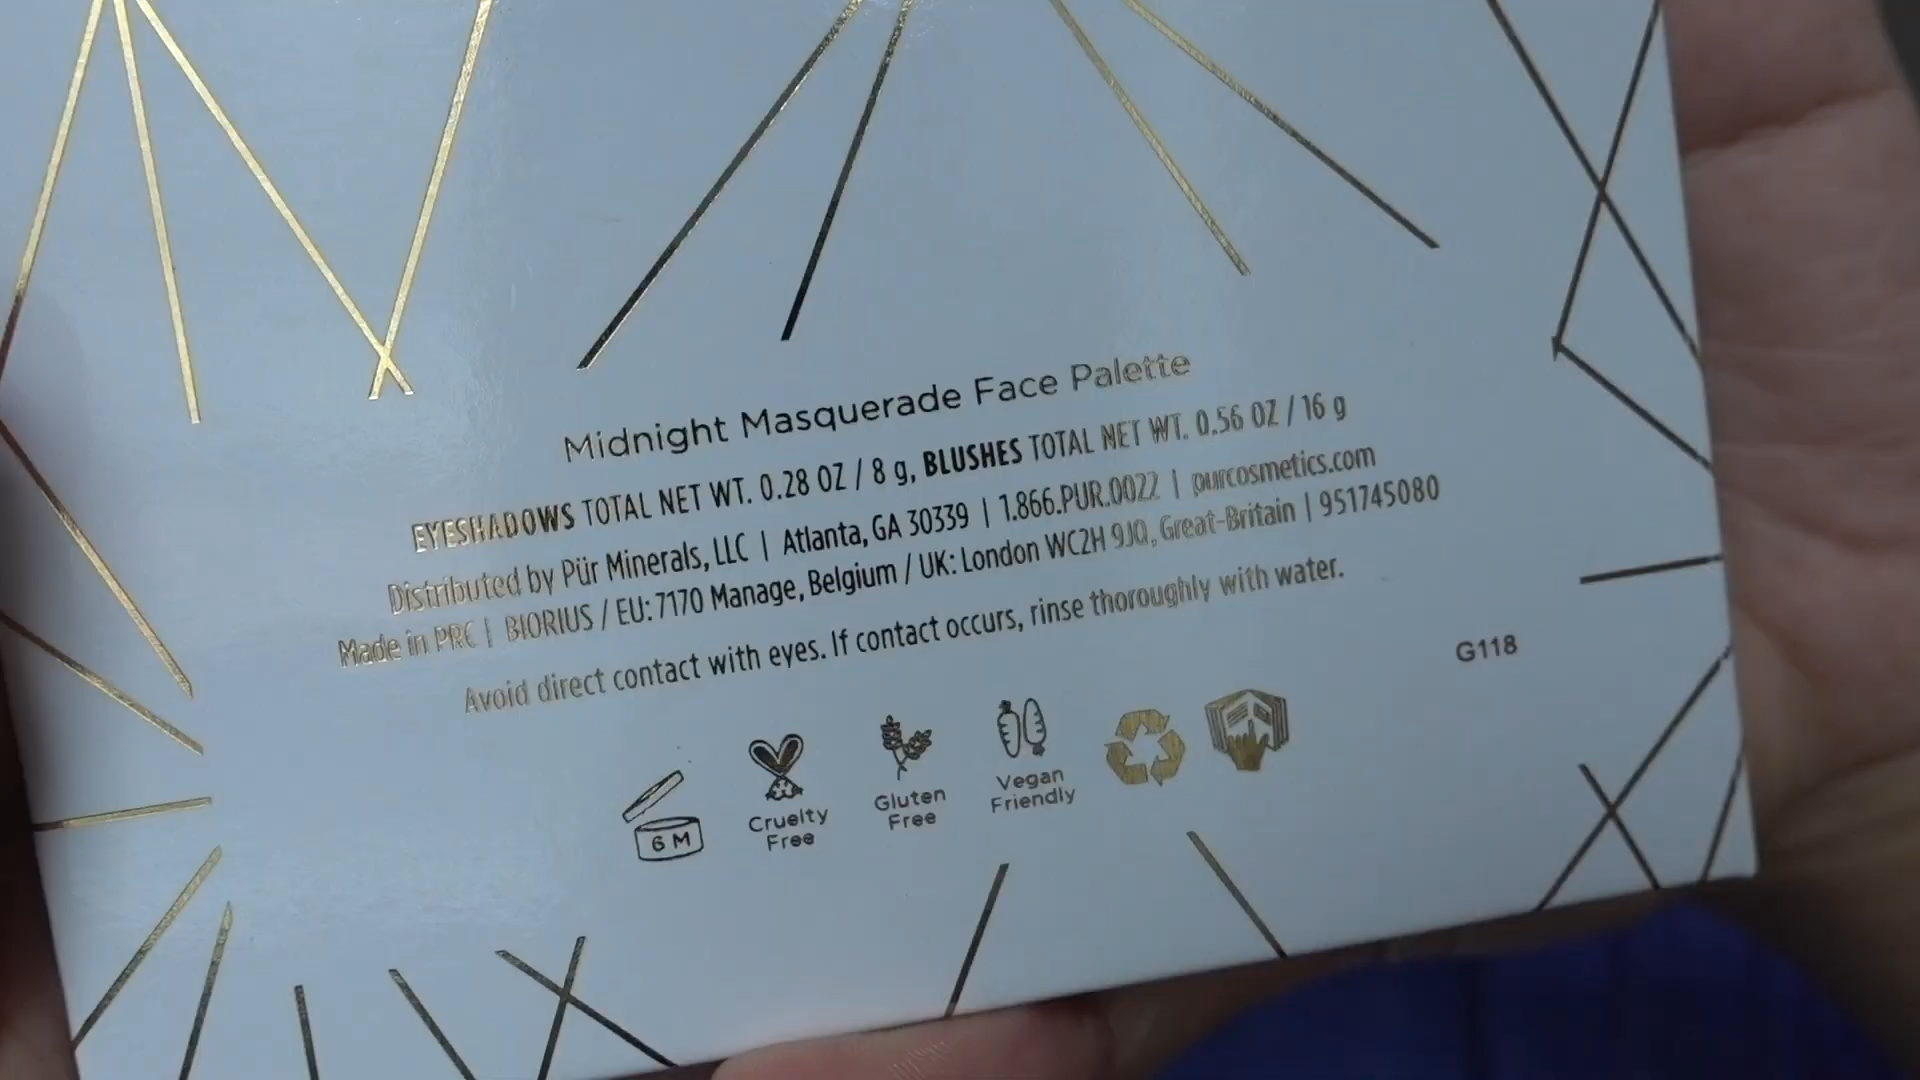 Midnight Masquerade Face Palette
EYESHADOWS TOTAL NET WT. 0.28 OZ / 8 g, BLUSHES TOTAL NET WT. 0.56 OZ / 16 g
Distributed by Pür Minerals, LLC | Atlanta, GA 30339 | 1.866.PUR.0022 | purcosmetics.com
Made in PRC | BIORIUS / EU: 7170 Manage, Belgium / UK: London WC2H 9JQ, Great-Britain | 951745080
Avoid direct contact with eyes. If contact occurs, rinse thoroughly with water.
G118
6 M
Cruelty
Free
Gluten
Free
Vegan
Friendly